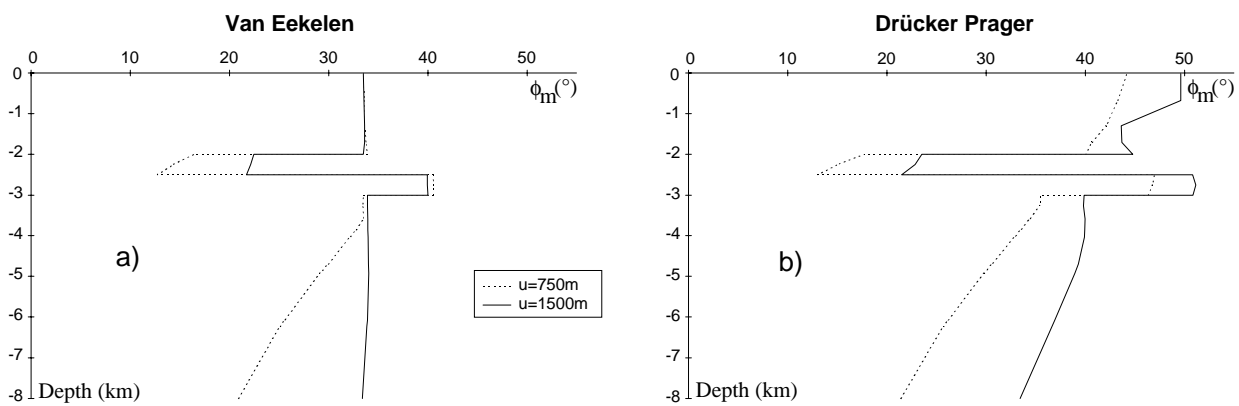 Van Eekelen
0 10 20 30 40 50
ϕm(°)
0
-1
-2
-3
-4
-5
-6
-7
-8
a)
Depth (km)
u=750m
u=1500m
Drücker Prager
0 10 20 30 40 50
ϕm(°)
0
-1
-2
-3
-4
-5
-6
-7
-8
b)
Depth (km)